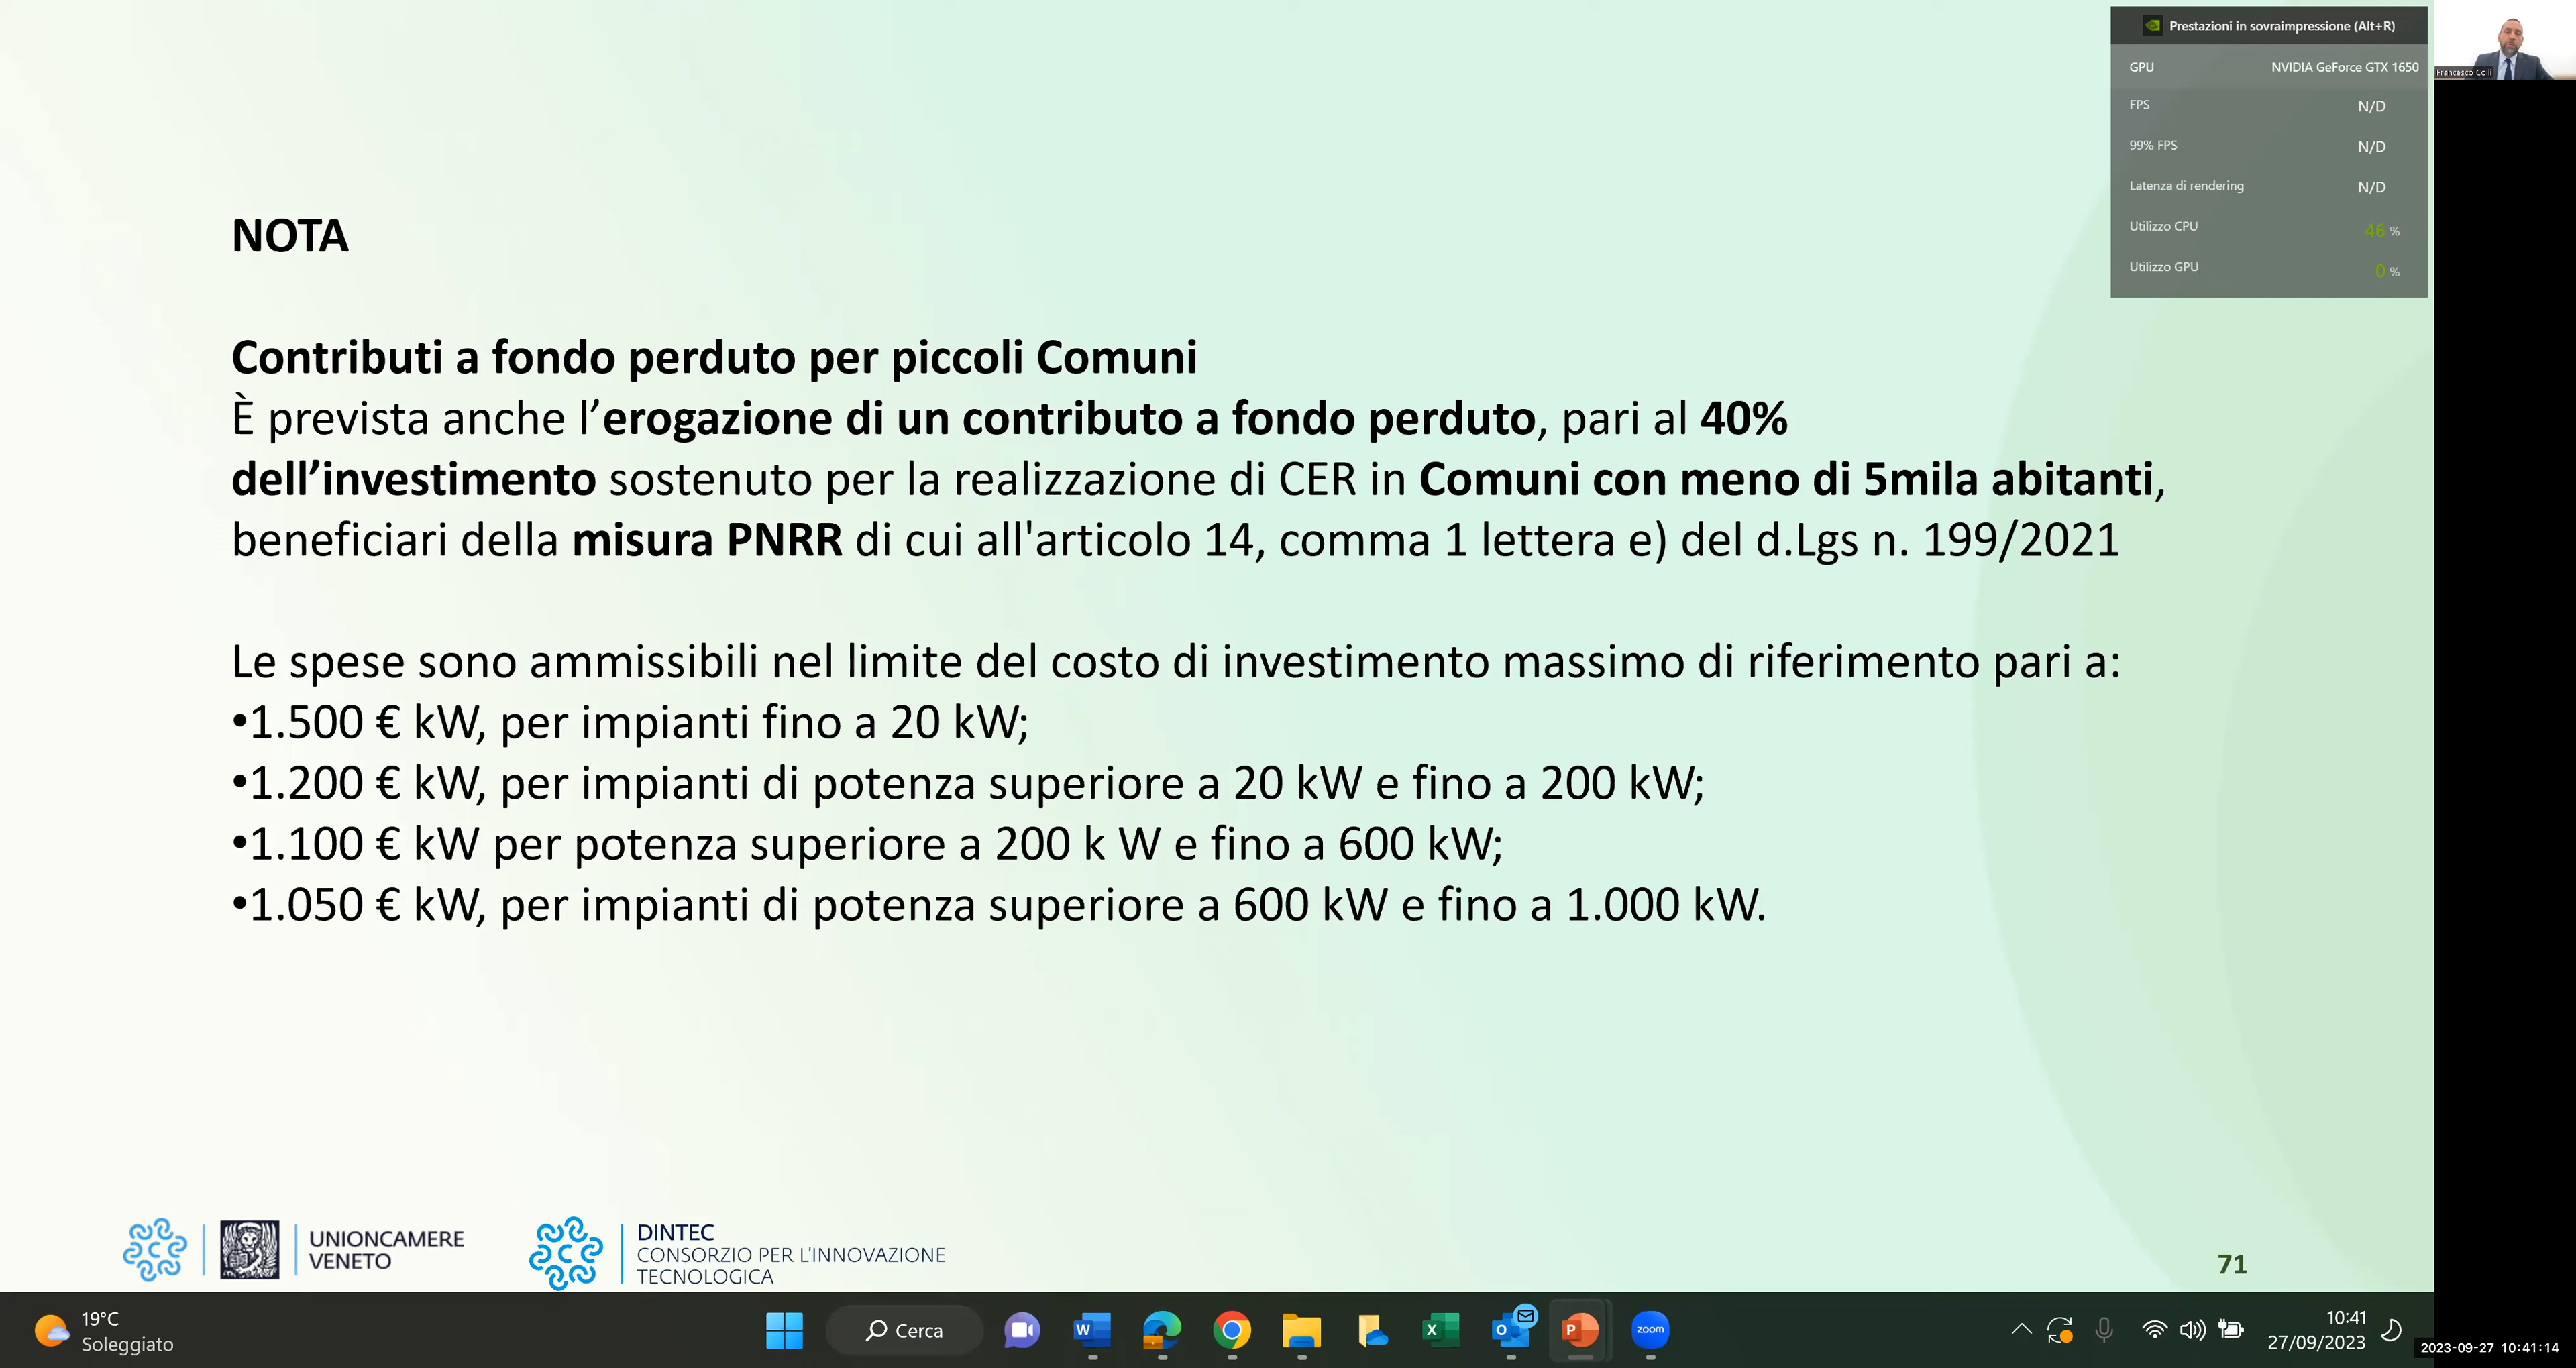 Prestazioni in sovraimpressione (Alt+R)
GPU NVIDIA GeForce GTX 1650
FPS N/D
99% FPS N/D
Latenza di rendering N/D
Utilizzo CPU 46 %
Utilizzo GPU 0 %
Francesco Colli
NOTA
Contributi a fondo perduto per piccoli Comuni
È prevista anche l’erogazione di un contributo a fondo perduto, pari al 40%
dell’investimento sostenuto per la realizzazione di CER in Comuni con meno di 5mila abitanti,
beneficiari della misura PNRR di cui all'articolo 14, comma 1 lettera e) del d.Lgs n. 199/2021
Le spese sono ammissibili nel limite del costo di investimento massimo di riferimento pari a:
•1.500 € kW, per impianti fino a 20 kW;
•1.200 € kW, per impianti di potenza superiore a 20 kW e fino a 200 kW;
•1.100 € kW per potenza superiore a 200 k W e fino a 600 kW;
•1.050 € kW, per impianti di potenza superiore a 600 kW e fino a 1.000 kW.
UNIONCAMERE
VENETO
DINTEC
CONSORZIO PER L'INNOVAZIONE
TECNOLOGICA
71
19°C
Soleggiato
Cerca
zoom
10:41
27/09/2023
2023-09-27 10:41:14